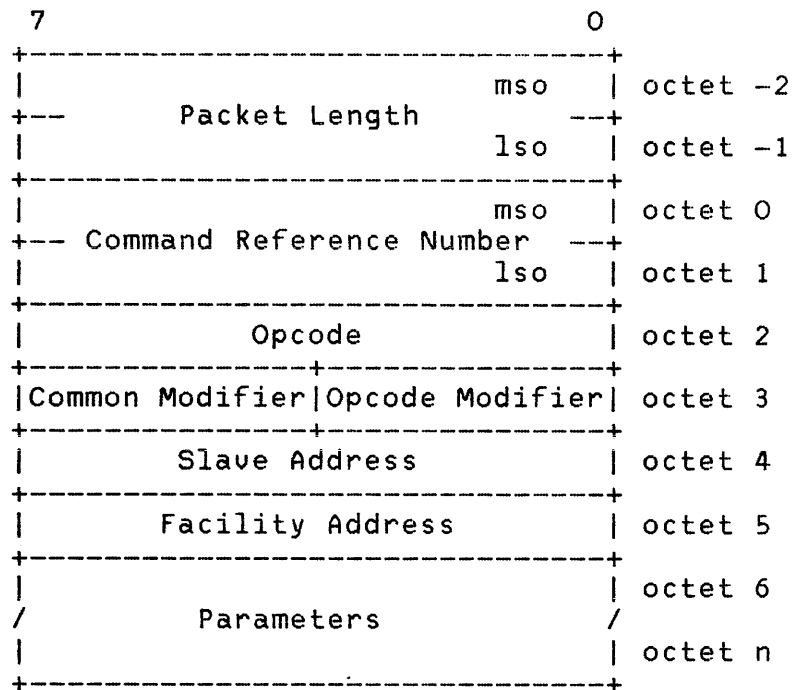 7 0
mso octet -2
Packet Length
lso octet -1
mso octet 0
Command Reference Number
lso octet 1
Opcode octet 2
Common Modifier|Opcode Modifier octet 3
Slave Address octet 4
Facility Address octet 5
octet 6
Parameters
octet n